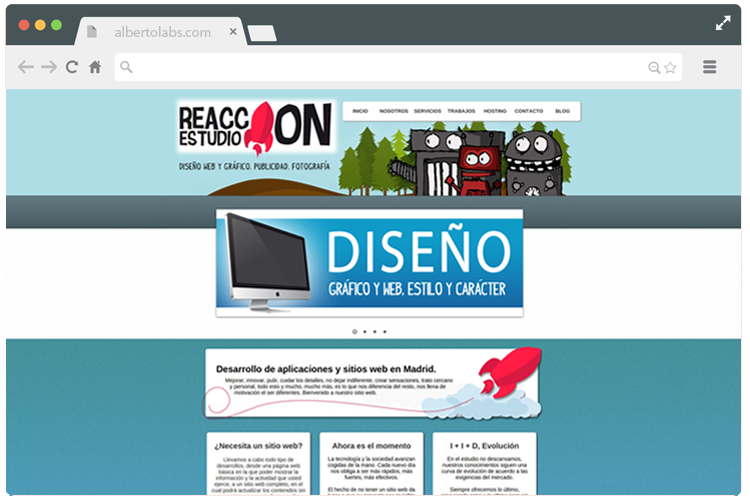 albertolabs.com
REACC ON
ESTUDIO
INICIO NOSOTROS SERVICIOS TRABAJOS HOSTING CONTACTO BLOG
DISEÑO WEB Y GRÁFICO. PUBLICIDAD. FOTOGRAFÍA
DISEÑO
GRÁFICO Y WEB, ESTILO Y CARÁCTER
Desarrollo de aplicaciones y sitios web en Madrid.
Mejorar, innovar, pulir, cuidar los detalles, no dejar indiferente, crear sensaciones, trato cercano
y personal, todo esto y mucho, mucho más, es lo que nos diferencia del resto, nos llena de
motivación el ser diferentes. Bienvenido a nuestro sitio web.
¿Necesita un sitio web?
Llevamos a cabo todo tipo de
desarrollos, desde una página web
básica en la que poder mostrar la
información y la actividad que usted
ejerce, a un sitio web completo, en el
cual podrá actualizar los contenidos sin
Ahora es el momento
La tecnología y la sociedad avanzan
cogidas de la mano. Cada nuevo día
nos obliga a ser más rápidos, más
fuertes, más efectivos.
El hecho de no tener un sitio web da
I + I + D, Evolución
En el estudio no descansamos,
nuestros conocimientos siguen una
curva de evolución de acuerdo a las
exigencias del mercado.
Siempre ofrecemos lo último,